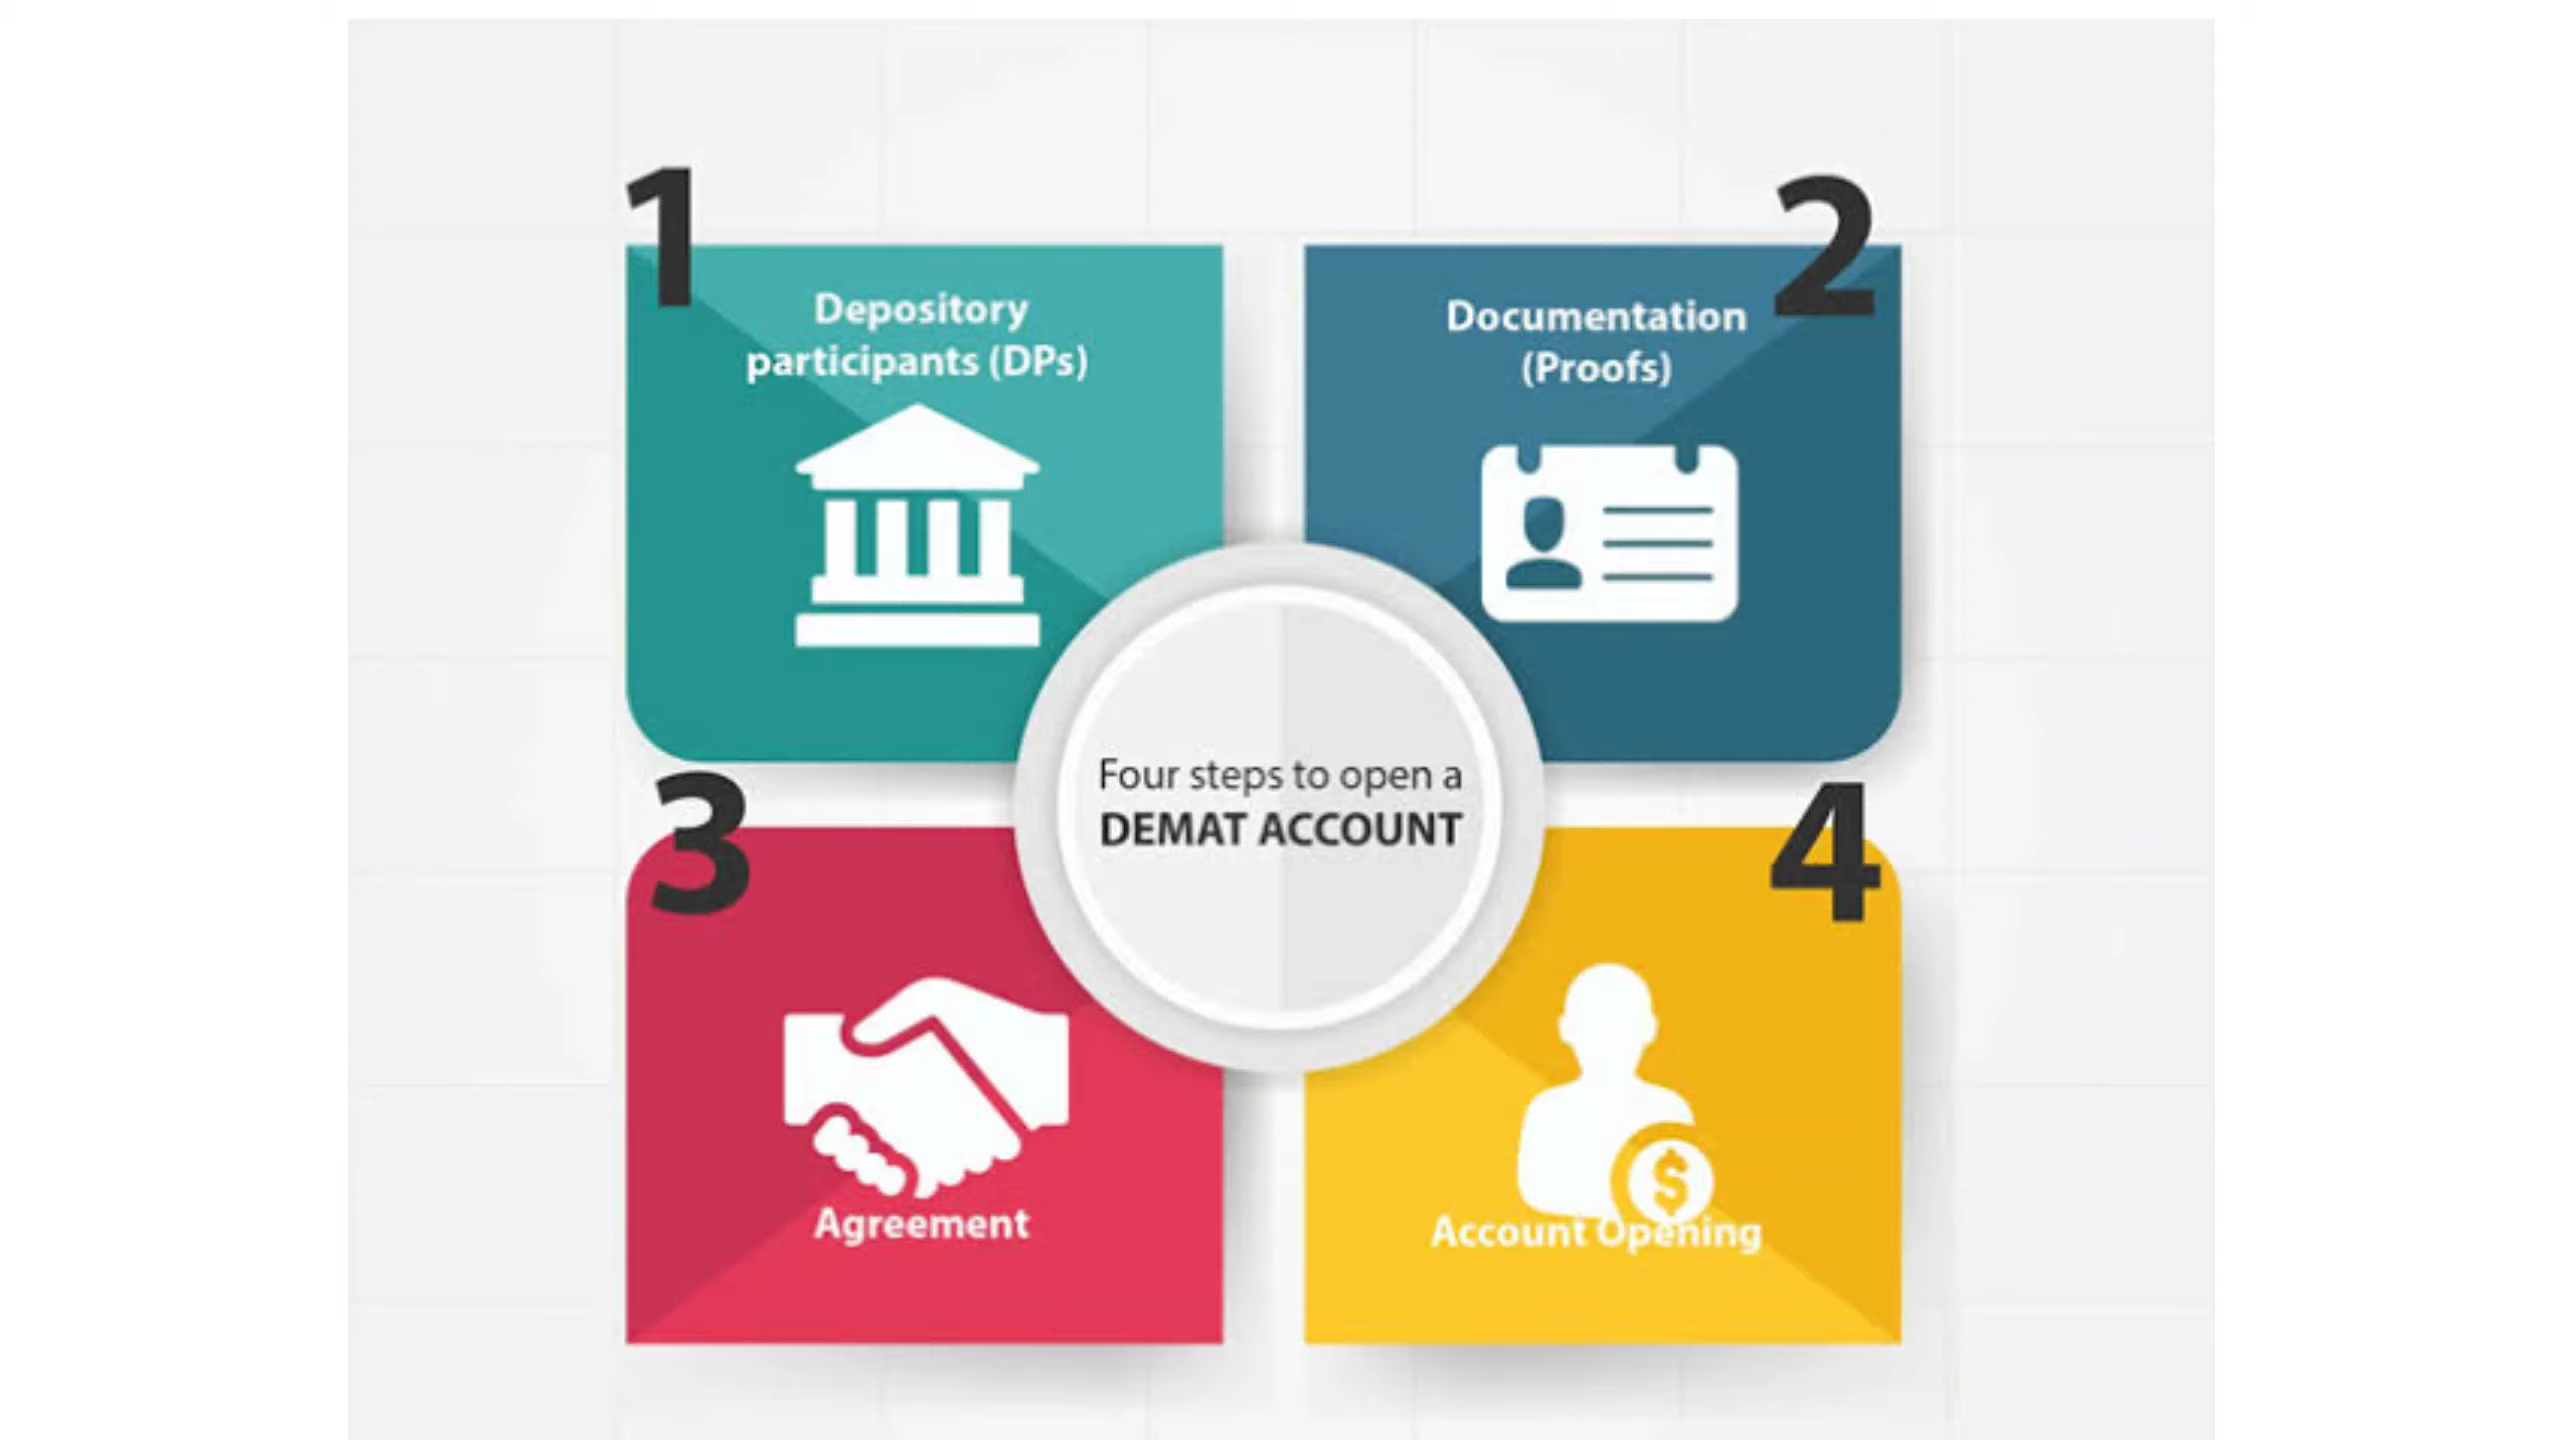 1
Depository
participants (DPs)
2
Documentation
(Proofs)
Four steps to open a
DEMAT ACCOUNT
3
Agreement
4
$
Account Opening